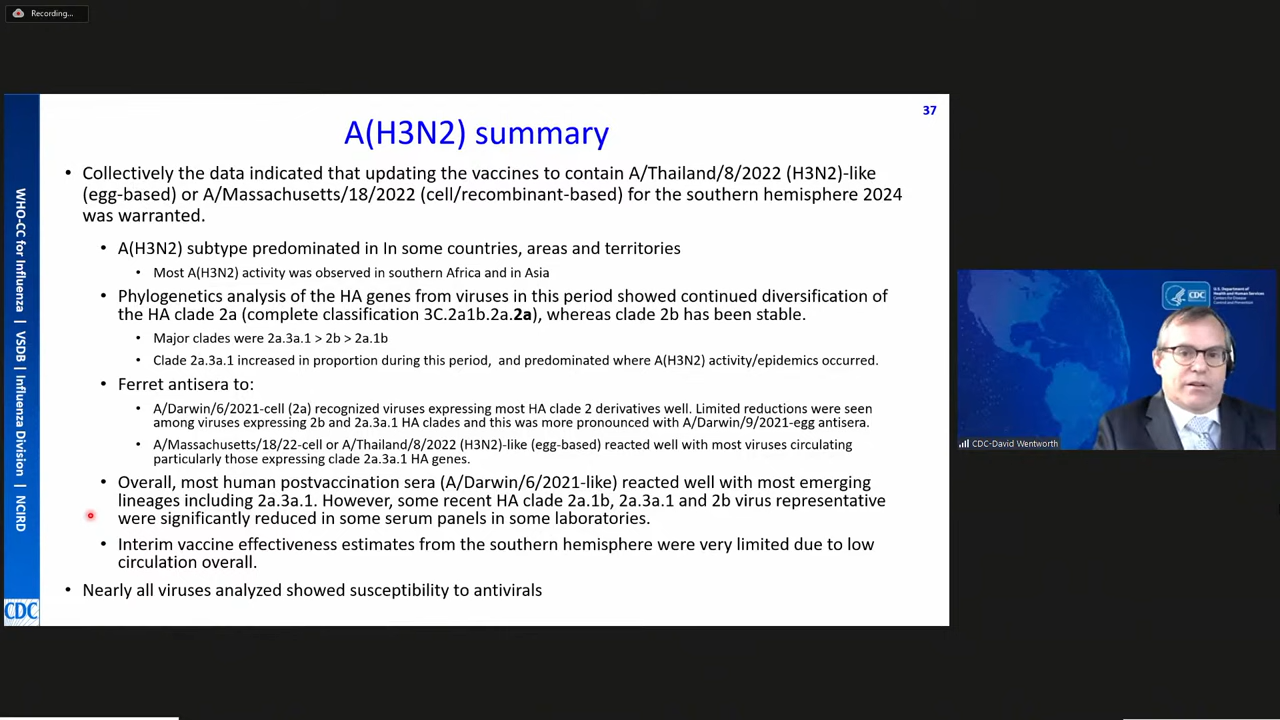 Recording...
37
A(H3N2) summary
• Collectively the data indicated that updating the vaccines to contain A/Thailand/8/2022 (H3N2)-like
(egg-based) or A/Massachusetts/18/2022 (cell/recombinant-based) for the southern hemisphere 2024
was warranted.
• A(H3N2) subtype predominated in In some countries, areas and territories
• Most A(H3N2) activity was observed in southern Africa and in Asia
• Phylogenetics analysis of the HA genes from viruses in this period showed continued diversification of
the HA clade 2a (complete classification 3C.2a1b.2a.2a), whereas clade 2b has been stable.
• Major clades were 2a.3a.1 > 2b > 2a.1b
• Clade 2a.3a.1 increased in proportion during this period, and predominated where A(H3N2) activity/epidemics occurred.
• Ferret antisera to:
• A/Darwin/6/2021-cell (2a) recognized viruses expressing most HA clade 2 derivatives well. Limited reductions were seen
among viruses expressing 2b and 2a.3a.1 HA clades and this was more pronounced with A/Darwin/9/2021-egg antisera.
• A/Massachusetts/18/22-cell or A/Thailand/8/2022 (H3N2)-like (egg-based) reacted well with most viruses circulating
particularly those expressing clade 2a.3a.1 HA genes.
• Overall, most human postvaccination sera (A/Darwin/6/2021-like) reacted well with most emerging
lineages including 2a.3a.1. However, some recent HA clade 2a.1b, 2a.3a.1 and 2b virus representative
were significantly reduced in some serum panels in some laboratories.
• Interim vaccine effectiveness estimates from the southern hemisphere were very limited due to low
circulation overall.
• Nearly all viruses analyzed showed susceptibility to antivirals
WHO-CC for Influenza | VSDB | Influenza Division | NCIRD
CDC
CDC
U.S. Department of
Health and Human Services
Centers for Disease
Control and Prevention
CDC-David Wentworth